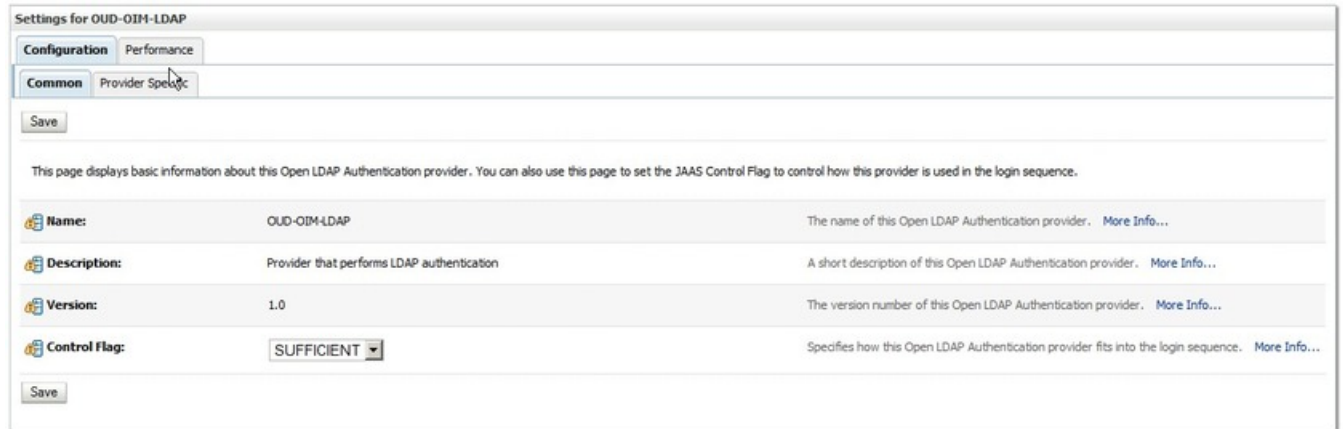 Settings for OUD-OIM-LDAP
Configuration Performance
Common Provider Specific
Save
This page displays basic information about this Open LDAP Authentication provider. You can also use this page to set the JAAS Control Flag to control how this provider is used in the login sequence.
Name: OUD-OIM-LDAP The name of this Open LDAP Authentication provider. More Info...
Description: Provider that performs LDAP authentication A short description of this Open LDAP Authentication provider. More Info...
Version: 1.0 The version number of this Open LDAP Authentication provider. More Info...
Control Flag: SUFFICIENT Specifies how this Open LDAP Authentication provider fits into the login sequence. More Info...
Save